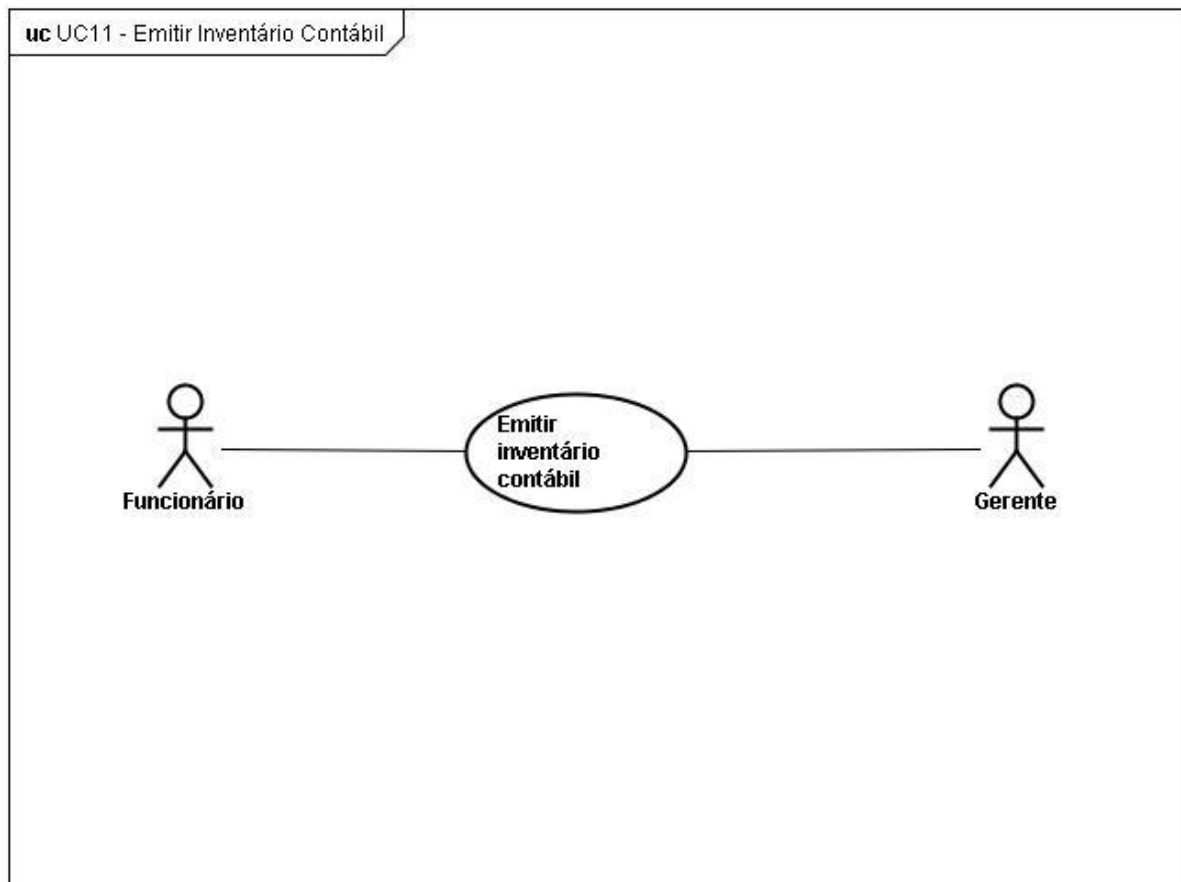 uc UC11 - Emitir Inventário Contábil
Emitir
inventário
contábil
Funcionário
Gerente